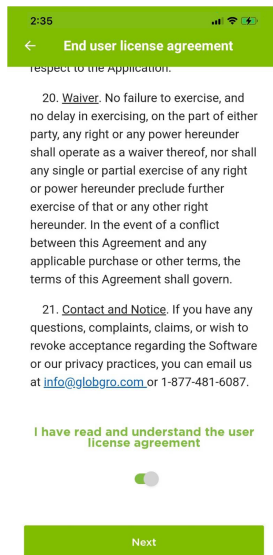 2:35
End user license agreement
respect to the Application.
20. Waiver. No failure to exercise, and
no delay in exercising, on the part of either
party, any right or any power hereunder
shall operate as a waiver thereof, nor shall
any single or partial exercise of any right
or power hereunder preclude further
exercise of that or any other right
hereunder. In the event of a conflict
between this Agreement and any
applicable purchase or other terms, the
terms of this Agreement shall govern.
21. Contact and Notice. If you have any
questions, complaints, claims, or wish to
revoke acceptance regarding the Software
or our privacy practices, you can email us
at info@globgro.com or 1-877-481-6087.
I have read and understand the user
license agreement
Next